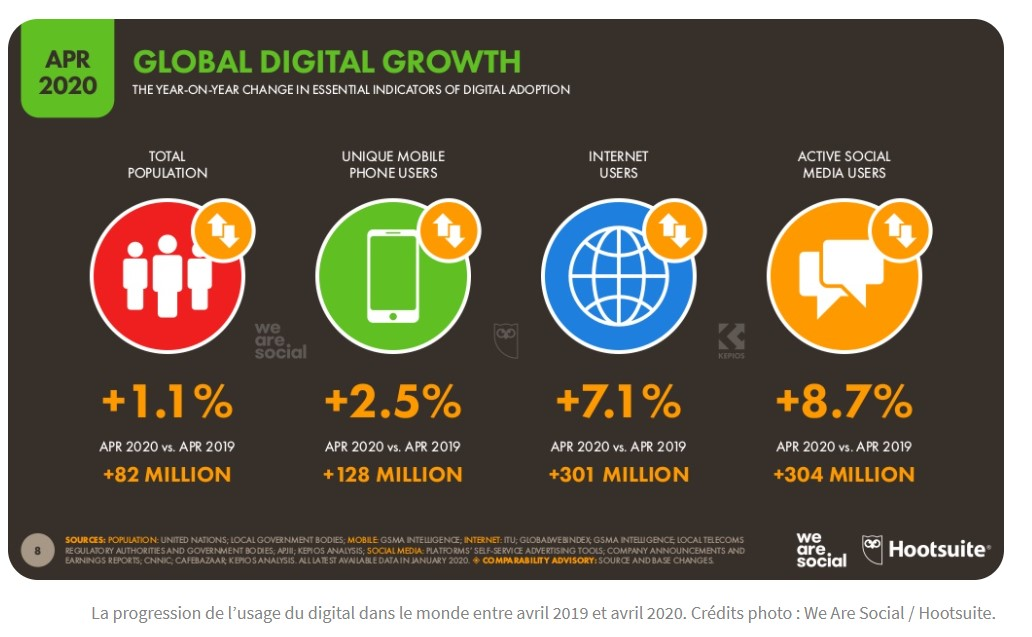 APR
2020
GLOBAL DIGITAL GROWTH
THE YEAR-ON-YEAR CHANGE IN ESSENTIAL INDICATORS OF DIGITAL ADOPTION
TOTAL
POPULATION
UNIQUE MOBILE
PHONE USERS
INTERNET
USERS
ACTIVE SOCIAL
MEDIA USERS
we
are
social
KEPIOS
+1.1%
+2.5%
+7.1%
+8.7%
APR 2020 vs. APR 2019
APR 2020 vs. APR 2019
APR 2020 vs. APR 2019
APR 2020 vs. APR 2019
+82 MILLION
+128 MILLION
+301 MILLION
+304 MILLION
8
SOURCES: POPULATION: UNITED NATIONS; LOCAL GOVERNMENT BODIES; MOBILE: GSMA INTELLIGENCE; INTERNET: ITU; GLOBALWEBINDEX; GSMA INTELLIGENCE; LOCAL TELECOMS
REGULATORY AUTHORITIES AND GOVERNMENT BODIES; APJII; KEPIOS ANALYSIS; SOCIAL MEDIA: PLATFORMS' SELF-SERVICE ADVERTISING TOOLS; COMPANY ANNOUNCEMENTS AND
EARNINGS REPORTS; CNNIC; CAFEBAZAAR; KEPIOS ANALYSIS. ALL LATEST AVAILABLE DATA IN JANUARY 2020. COMPARABILITY ADVISORY: SOURCE AND BASE CHANGES.
we
are
social
Hootsuite®
La progression de l’usage du digital dans le monde entre avril 2019 et avril 2020. Crédits photo : We Are Social / Hootsuite.